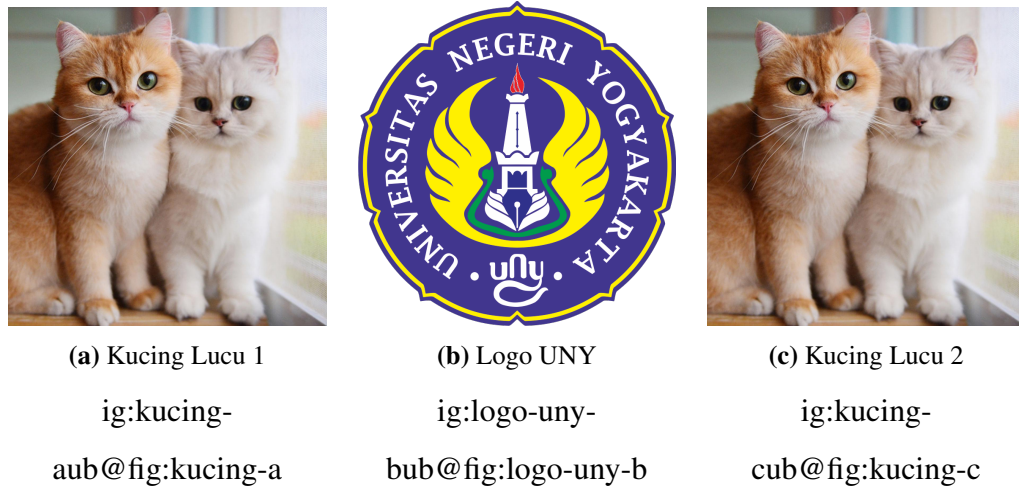 UNIVERSITAS NEGERI YOGYAKARTA
uny
(a) Kucing Lucu 1
(b) Logo UNY
(c) Kucing Lucu 2
ig:kucing-
aub@fig:kucing-a
ig:logo-uny-
bub@fig:logo-uny-b
ig:kucing-
cub@fig:kucing-c